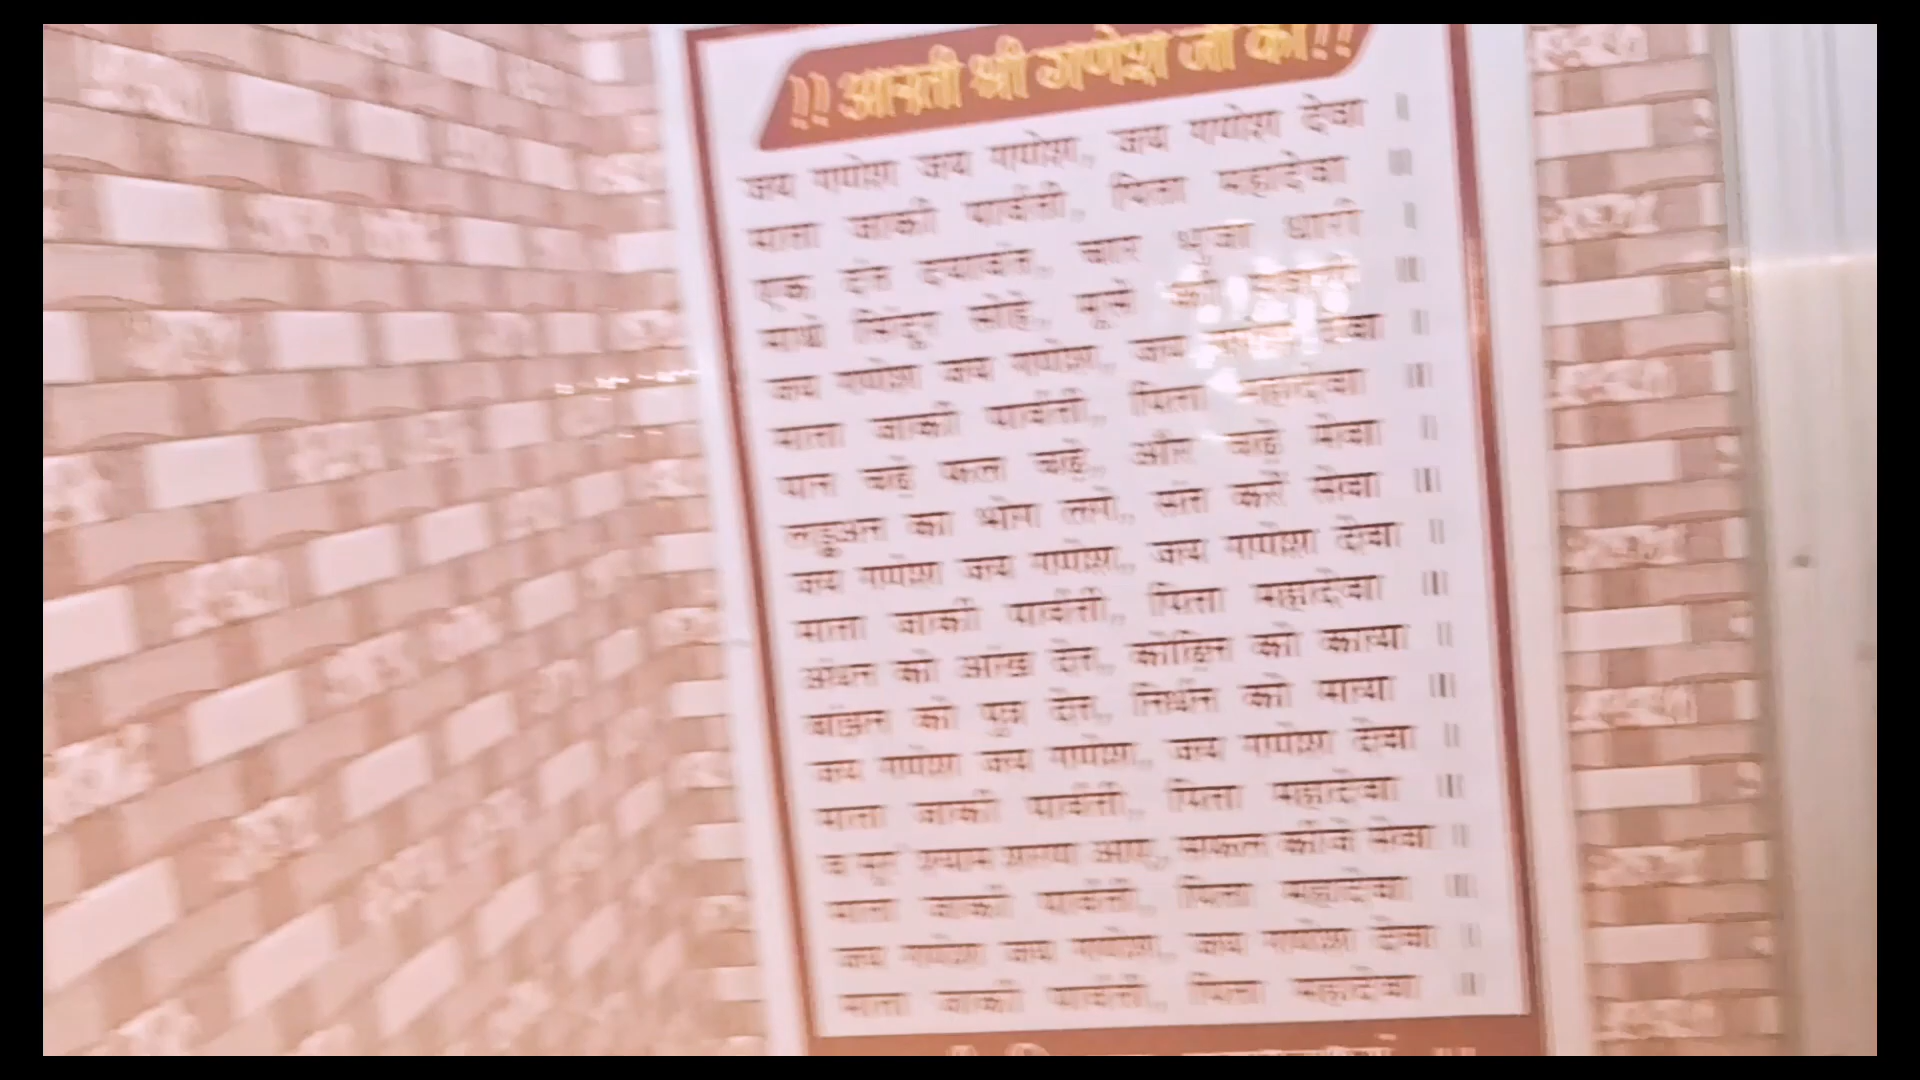 !! आरती श्री गणेश जी की !!
जय गणेश जय गणेश, जय गणेश देवा ।
माता जाकी पार्वती, पिता महादेवा ॥
एक दंत दयावंत, चार भुजा धारी ।
माथे सिंदूर सोहे, मूसे की सवारी ॥
जय गणेश जय गणेश, जय गणेश देवा ।
माता जाकी पार्वती, पिता महादेवा ॥
पान चढ़े फल चढ़े, और चढ़े मेवा ।
लड्डुअन का भोग लगे, संत करें सेवा ॥
जय गणेश जय गणेश, जय गणेश देवा ।
माता जाकी पार्वती, पिता महादेवा ॥
अंधन को आंख देत, कोढ़िन को काया ।
बांझन को पुत्र देत, निर्धन को माया ॥
जय गणेश जय गणेश, जय गणेश देवा ।
माता जाकी पार्वती, पिता महादेवा ॥
श्याम शरण आए, सफल कीजे सेवा ।
माता जाकी पार्वती, पिता महादेवा ॥
जय गणेश जय गणेश, जय गणेश देवा ।
माता जाकी पार्वती, पिता महादेवा ॥